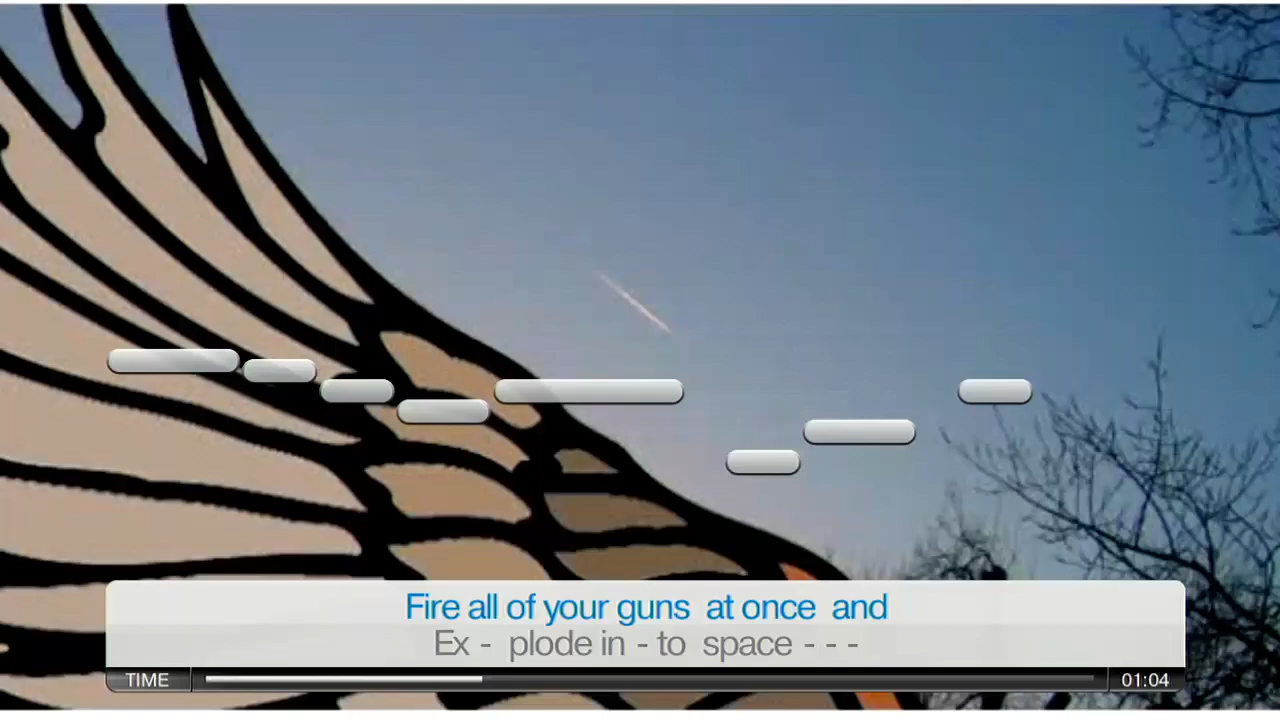 Fire all of your guns at once and
Ex - plode in - to space - - -
TIME 01:04